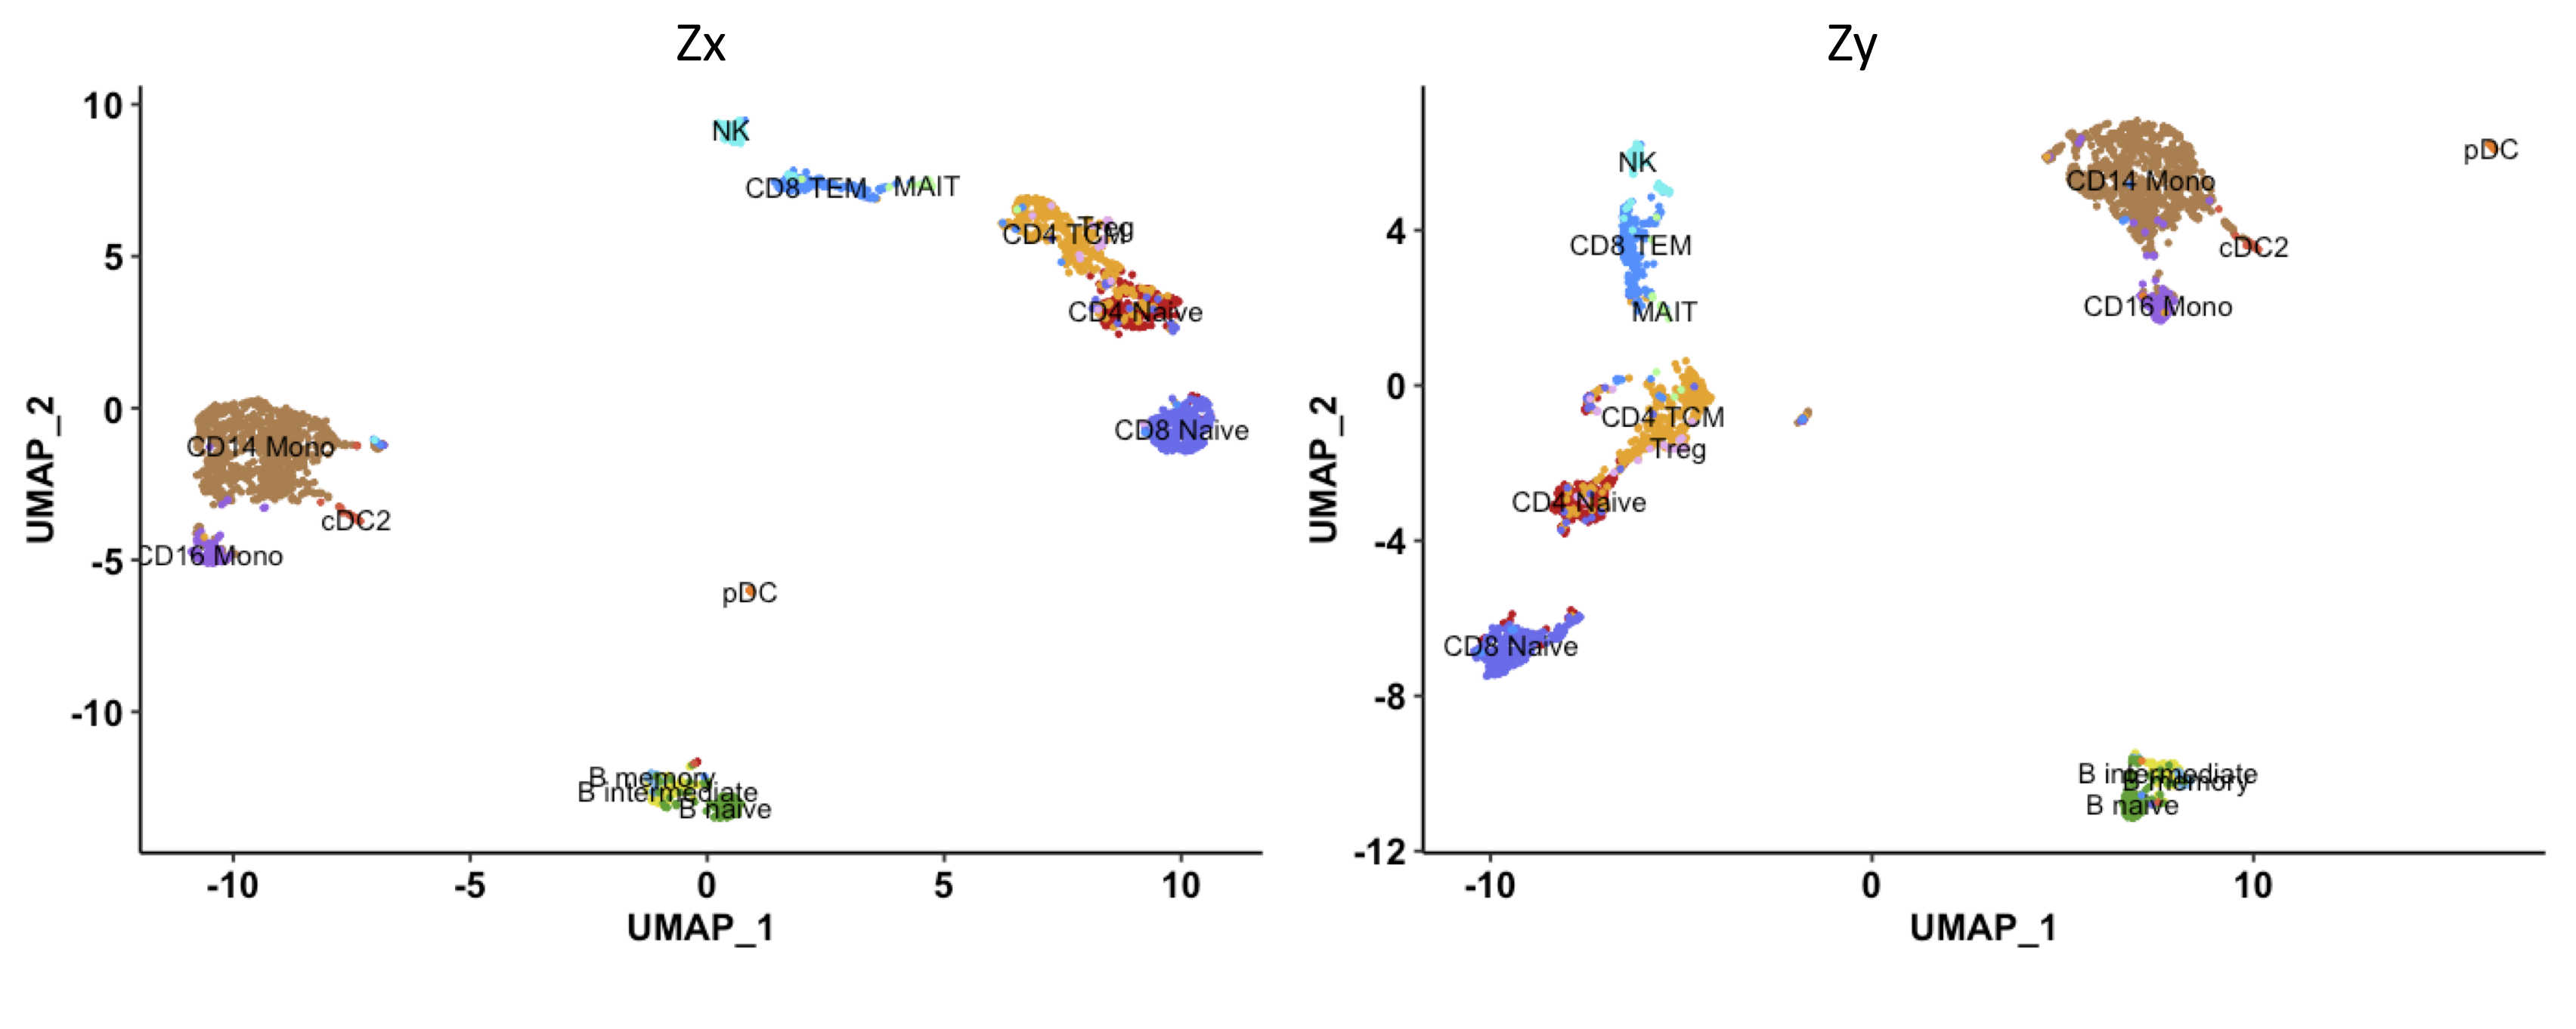 Zx
10
5
0
-5
-10
UMAP_2
NK
CD8 TEM
MAIT
Treg
CD4 TCM
CD4 Naive
CD8 Naive
CD14 Mono
cDC2
CD16 Mono
pDC
B memory
B intermediate
B naive
-10
-5
0
5
10
UMAP_1
Zy
4
0
-4
-8
-12
UMAP_2
pDC
NK
CD14 Mono
CD8 TEM
cDC2
CD16 Mono
MAIT
CD4 TCM
Treg
CD4 Naive
CD8 Naive
B intermediate
B memory
B naive
-10
0
10
UMAP_1